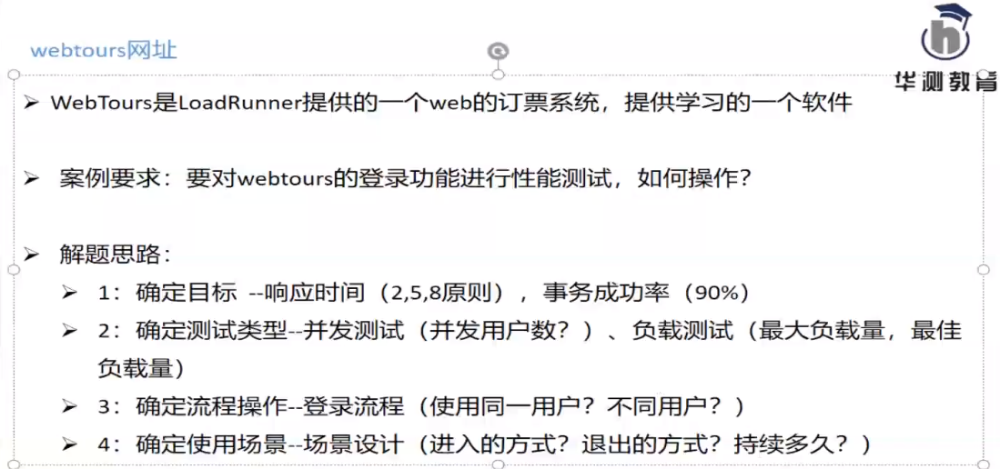 webtours网址
华测教育
WebTours是LoadRunner提供的一个web的订票系统，提供学习的一个软件
案例要求：要对webtours的登录功能进行性能测试，如何操作？
解题思路：
1：确定目标 --响应时间（2,5,8原则），事务成功率（90%）
2：确定测试类型--并发测试（并发用户数？）、负载测试（最大负载量，最佳
负载量）
3：确定流程操作--登录流程（使用同一用户？不同用户？）
4：确定使用场景--场景设计（进入的方式？退出的方式？持续多久？）